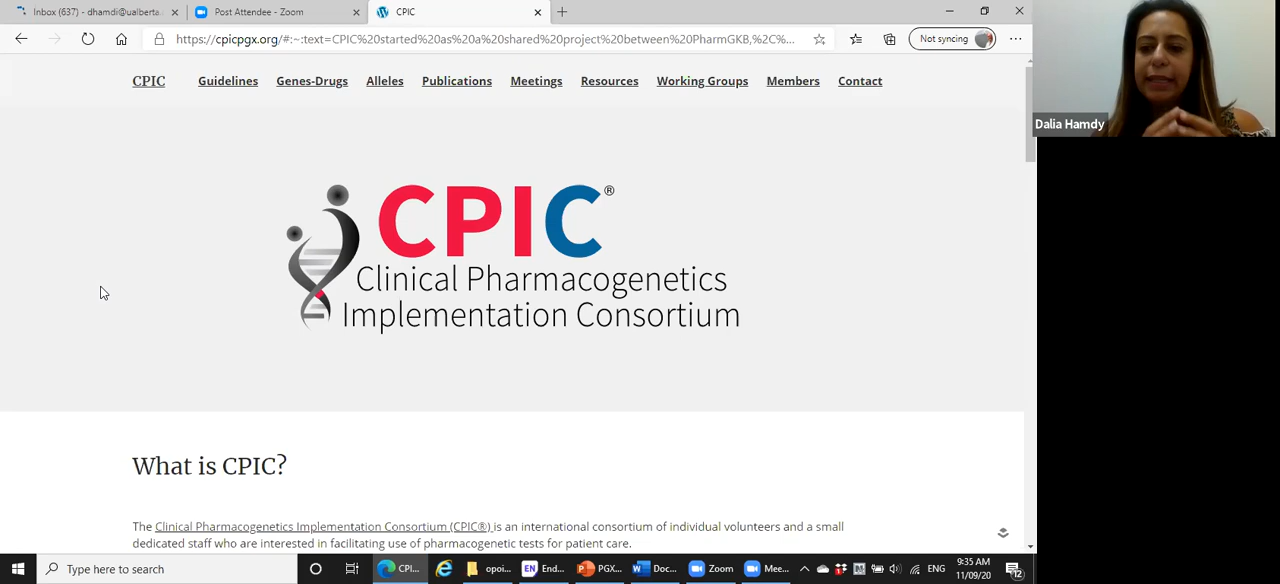 Inbox (637) - dhamdi@ualberta.
Post Attendee - Zoom
CPIC
https://cpicpgx.org/#:~:text=CPIC%20started%20as%20a%20shared%20project%20between%20PharmGKB,%2C%...
Not syncing
CPIC
Guidelines
Genes-Drugs
Alleles
Publications
Meetings
Resources
Working Groups
Members
Contact
Dalia Hamdy
CPIC®
Clinical Pharmacogenetics
Implementation Consortium
What is CPIC?
The Clinical Pharmacogenetics Implementation Consortium (CPIC®) is an international consortium of individual volunteers and a small
dedicated staff who are interested in facilitating use of pharmacogenetic tests for patient care.
Type here to search
CPI...
opoi...
EN End...
PGX...
Doc...
Zoom
Mee...
ENG
9:35 AM
11/09/20
12